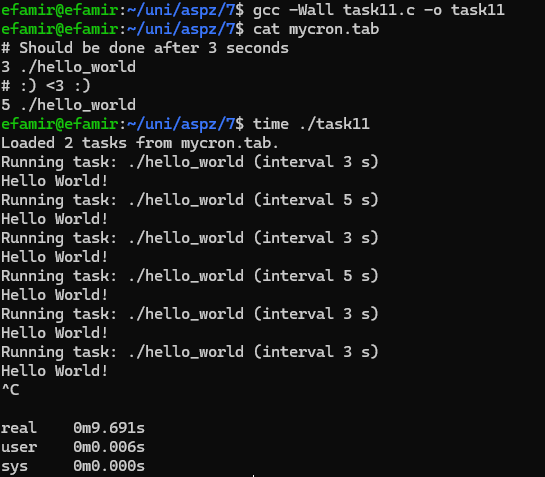 efamir@efamir:~/uni/aspz/7$ gcc -Wall task11.c -o task11
efamir@efamir:~/uni/aspz/7$ cat mycron.tab
# Should be done after 3 seconds
3 ./hello_world
# :) <3 :)
5 ./hello_world
efamir@efamir:~/uni/aspz/7$ time ./task11
Loaded 2 tasks from mycron.tab.
Running task: ./hello_world (interval 3 s)
Hello World!
Running task: ./hello_world (interval 5 s)
Hello World!
Running task: ./hello_world (interval 3 s)
Hello World!
Running task: ./hello_world (interval 5 s)
Hello World!
Running task: ./hello_world (interval 3 s)
Hello World!
Running task: ./hello_world (interval 3 s)
Hello World!
^C
real    0m9.691s
user    0m0.006s
sys     0m0.000s